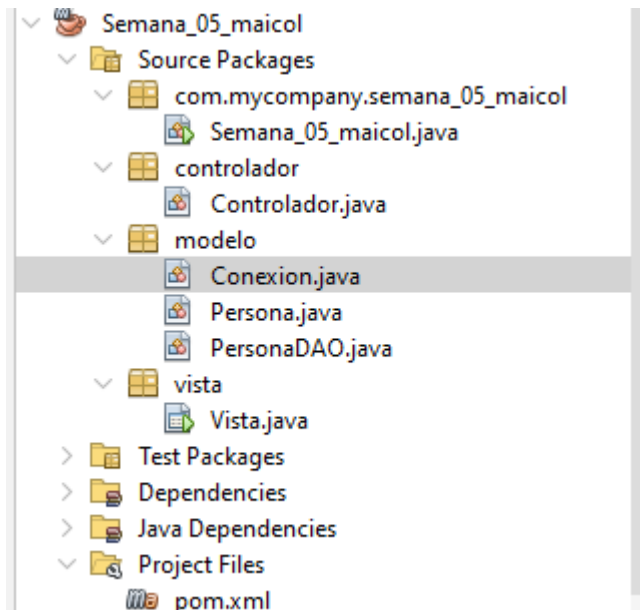 Semana_05_maicol
Source Packages
com.mycompany.semana_05_maicol
Semana_05_maicol.java
controlador
Controlador.java
modelo
Conexion.java
Persona.java
PersonaDAO.java
vista
Vista.java
Test Packages
Dependencies
Java Dependencies
Project Files
pom.xml